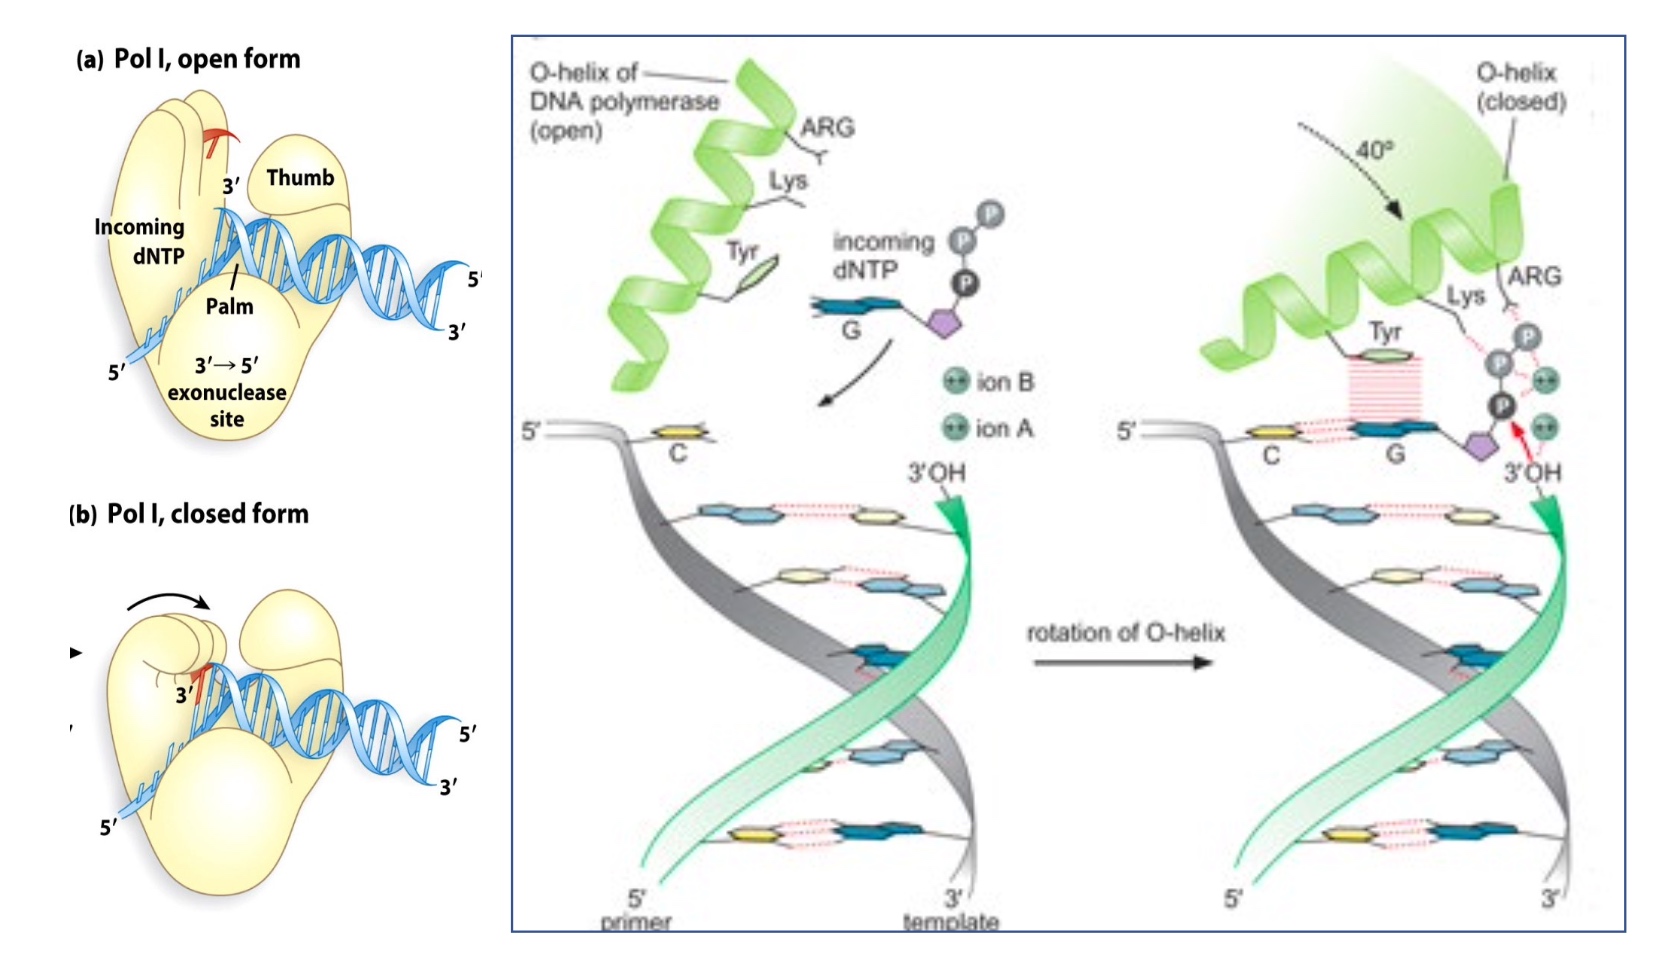 (a) Pol I, open form
3′
Thumb
Incoming
dNTP
Palm
5′
3′
5′
3′→5′
exonuclease
site
(b) Pol I, closed form
3′
5′
3′
5′
O-helix of
DNA polymerase
(open)
ARG
Lys
Tyr
incoming
dNTP
P
P
P
G
++ ion B
++ ion A
5′
C
3′OH
5′
primer
3′
template
rotation of O-helix
O-helix
(closed)
40º
ARG
Lys
Tyr
P
P
P
++
++
5′
C
G
3′OH
5′
3′